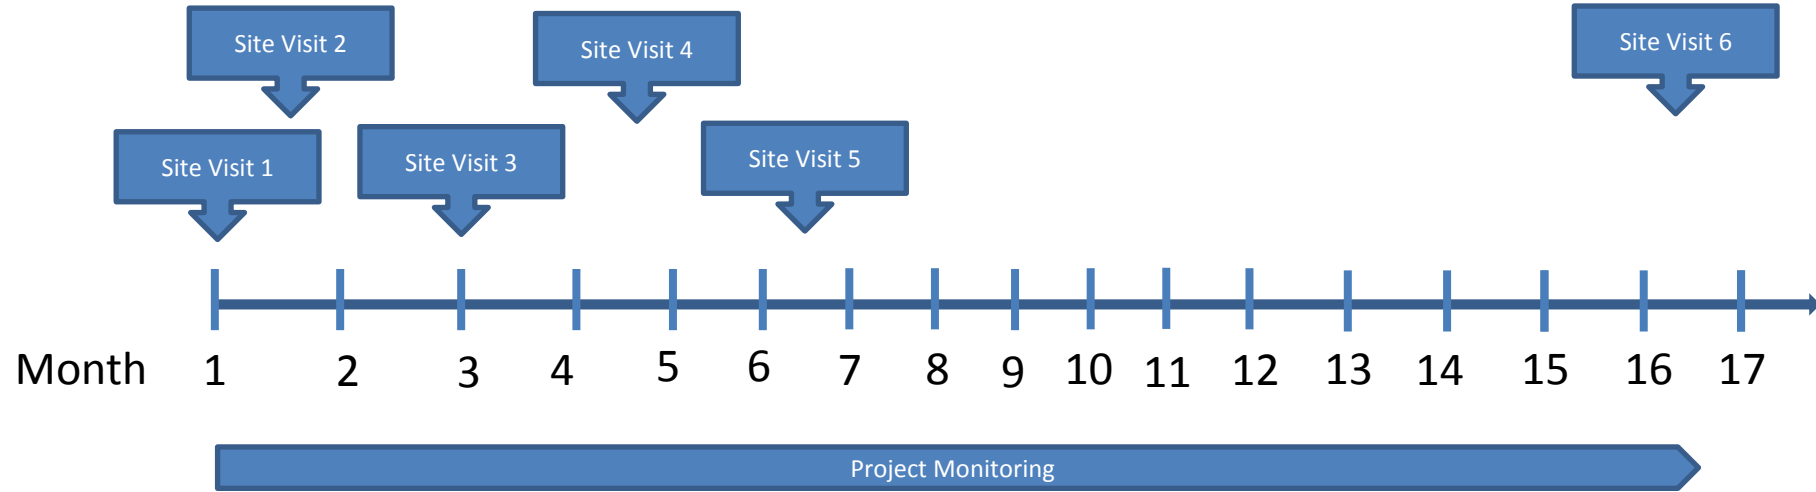 Site Visit 2
Site Visit 4
Site Visit 6
Site Visit 1
Site Visit 3
Site Visit 5
Month 1 2 3 4 5 6 7 8 9 10 11 12 13 14 15 16 17
Project Monitoring